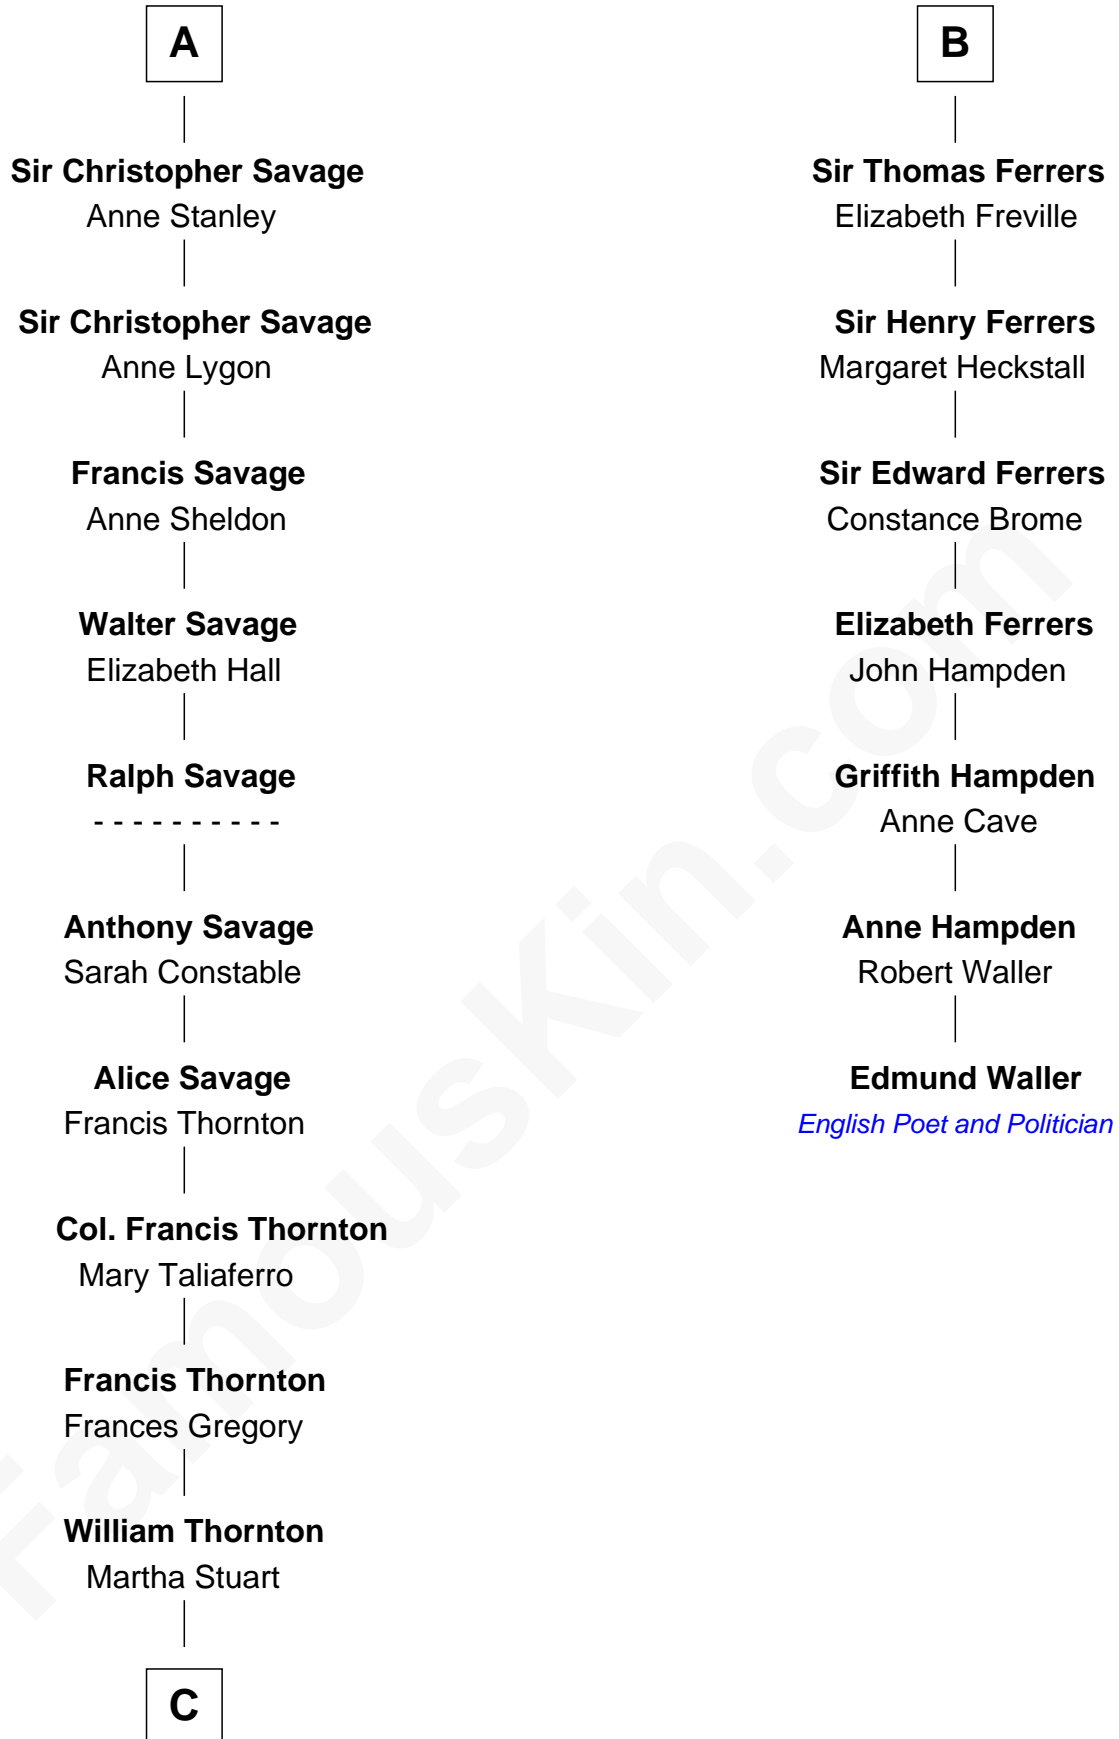 A
Sir Christopher Savage
Anne Stanley
Sir Christopher Savage
Anne Lygon
Francis Savage
Anne Sheldon
Walter Savage
Elizabeth Hall
Ralph Savage
- - - - - - - - - -
Anthony Savage
Sarah Constable
Alice Savage
Francis Thornton
Col. Francis Thornton
Mary Taliaferro
Francis Thornton
Frances Gregory
William Thornton
Martha Stuart
C
B
Sir Thomas Ferrers
Elizabeth Freville
Sir Henry Ferrers
Margaret Heckstall
Sir Edward Ferrers
Constance Brome
Elizabeth Ferrers
John Hampden
Griffith Hampden
Anne Cave
Anne Hampden
Robert Waller
Edmund Waller
English Poet and Politician
FamousKin.com